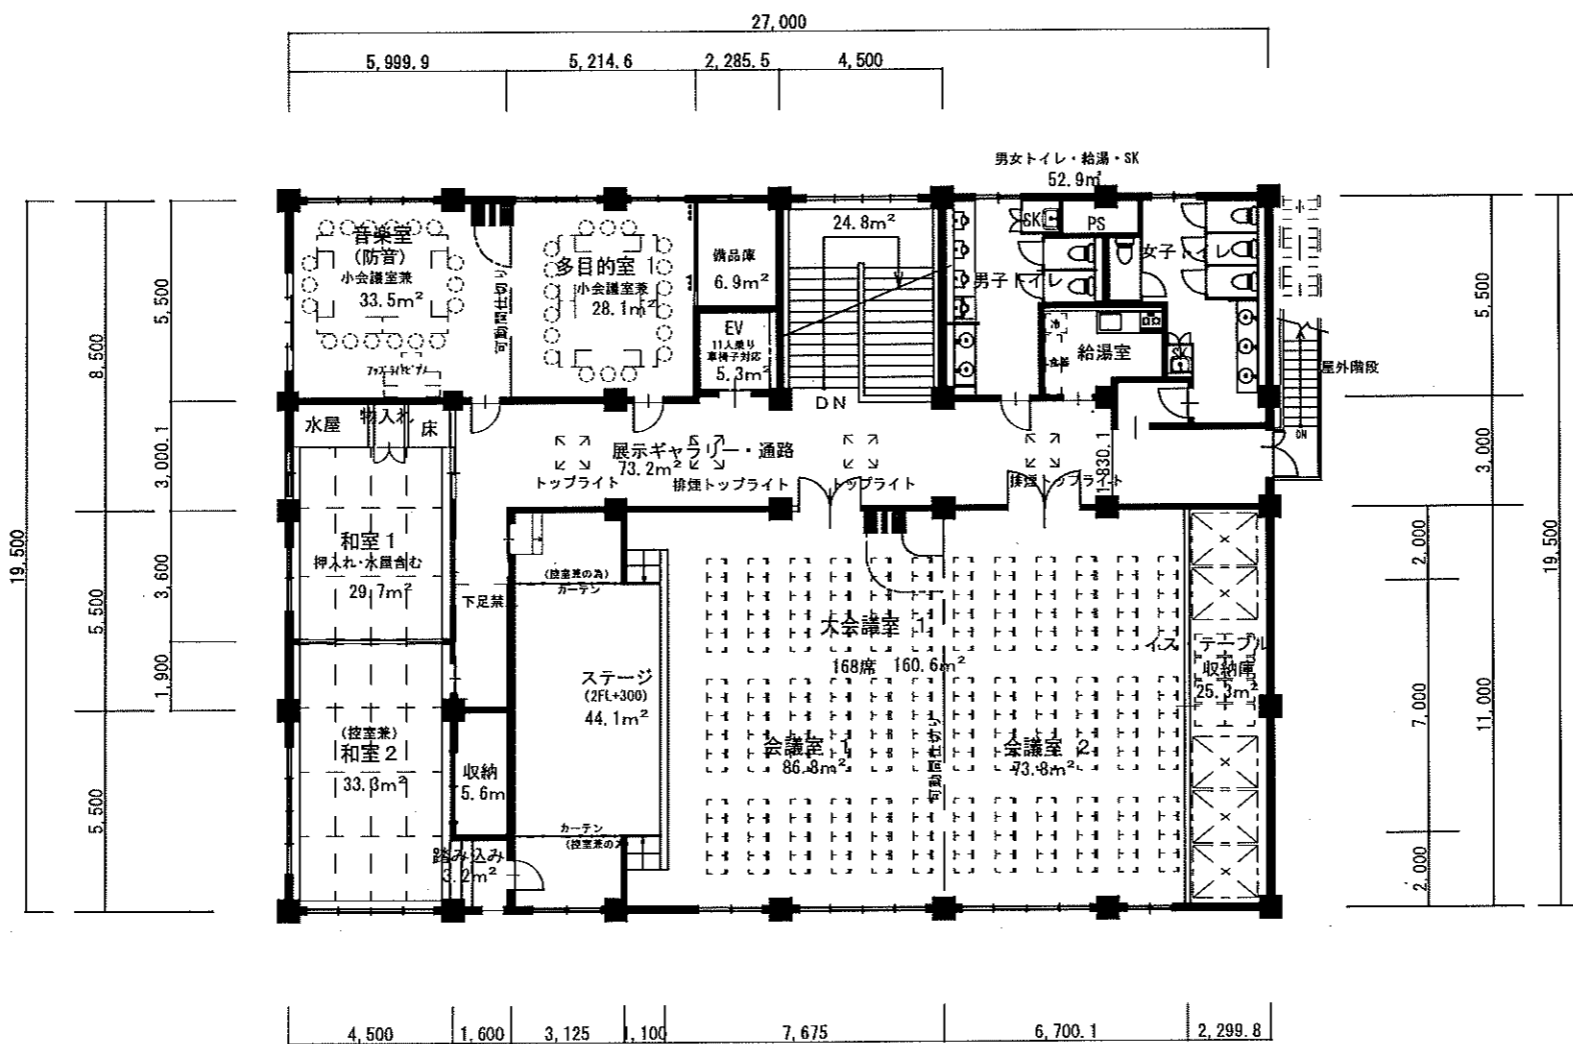 27,000
5,999.9
5,214.6
2,285.5
4,500
男女トイレ・給湯・SK
52.9㎡
音楽室
(防音)
小会議室兼
33.5m²
可動間仕切り
多目的室 1
小会議室兼
28.1m²
備品庫
6.9m²
EV
11人乗り
車椅子対応
5.3m²
24.8m²
DN
男子トイレ
SK
PS
女子トイレ
給湯室
冷
SK
屋外階段
DN
水屋
物入れ
床
展示ギャラリー・通路
73.2m²
トップライト
排煙トップライト
トップライト
排煙トップライト
1,830.1
和室 1
押入れ・水屋含む
29.7m²
下足禁
(控室兼の為)
カーテン
ステージ
(2FL+300)
44.1m²
カーテン
(控室兼の為)
大会議室 1
168席 160.6m²
会議室 1
86.8m²
可動間仕切り
会議室 2
73.8m²
イス・テーブル
収納庫
25.3m²
(控室兼)
和室 2
33.3m²
収納
5.6m
踏み込み
3.2m²
19,500
8,500
5,500
5,500
5,500
3,000.1
3,600
1,900
5,500
3,000
11,000
2,000
7,000
2,000
19,500
4,500
1,600
3,125
1,100
7,675
6,700.1
2,299.8